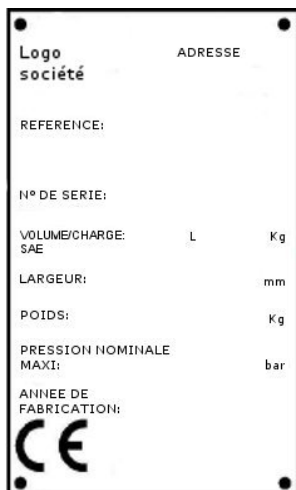 Logo ADRESSE
société
REFERENCE:
Nº DE SERIE:
VOLUME/CHARGE: L Kg
SAE
LARGEUR: mm
POIDS: Kg
PRESSION NOMINALE
MAXI: bar
ANNEE DE
FABRICATION:
CE